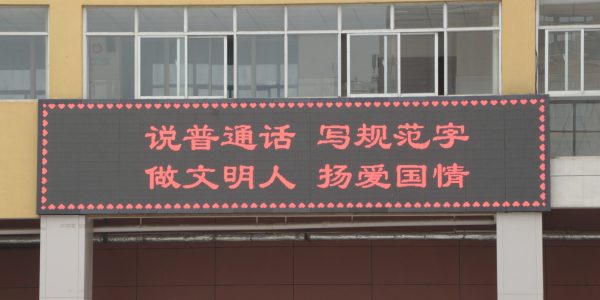 说普通话 写规范字
做文明人 扬爱国情